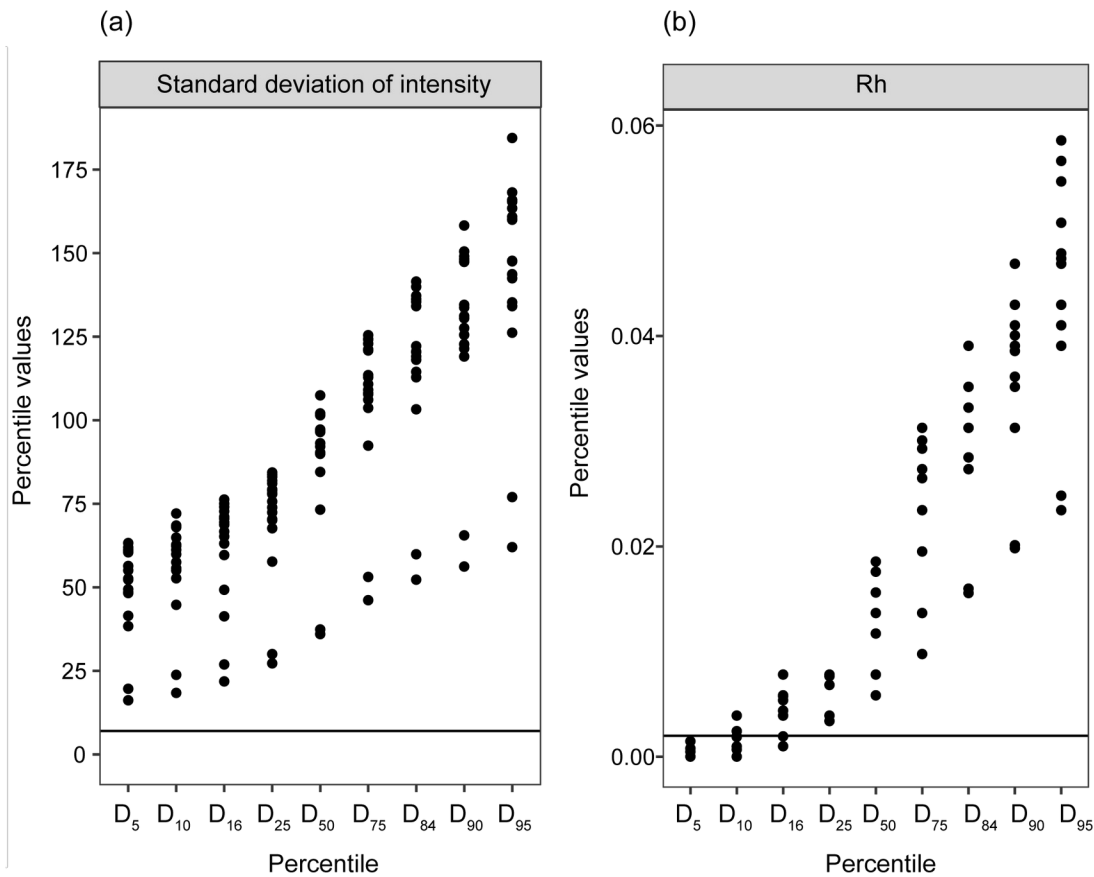 (a)
Standard deviation of intensity
Percentile values
175
150
125
100
75
50
25
0
D5 D10 D16 D25 D50 D75 D84 D90 D95
Percentile
(b)
Rh
Percentile values
0.06
0.04
0.02
0.00
D5 D10 D16 D25 D50 D75 D84 D90 D95
Percentile